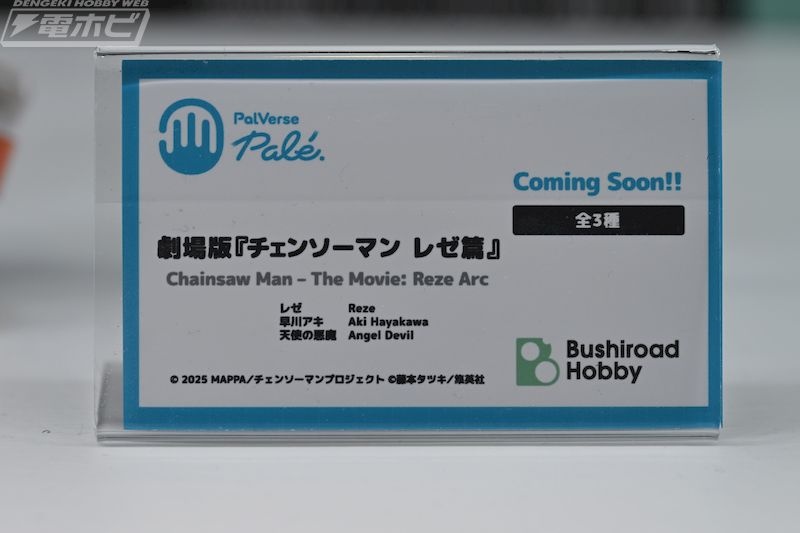 DENGEKI HOBBY WEB
電ホビ
PalVerse
Palé.
Coming Soon!!
全3種
劇場版『チェンソーマン レゼ篇』
Chainsaw Man – The Movie: Reze Arc
レゼ Reze
早川アキ Aki Hayakawa
天使の悪魔 Angel Devil
Bushiroad
Hobby
© 2025 MAPPA／チェンソーマンプロジェクト ©藤本タツキ／集英社